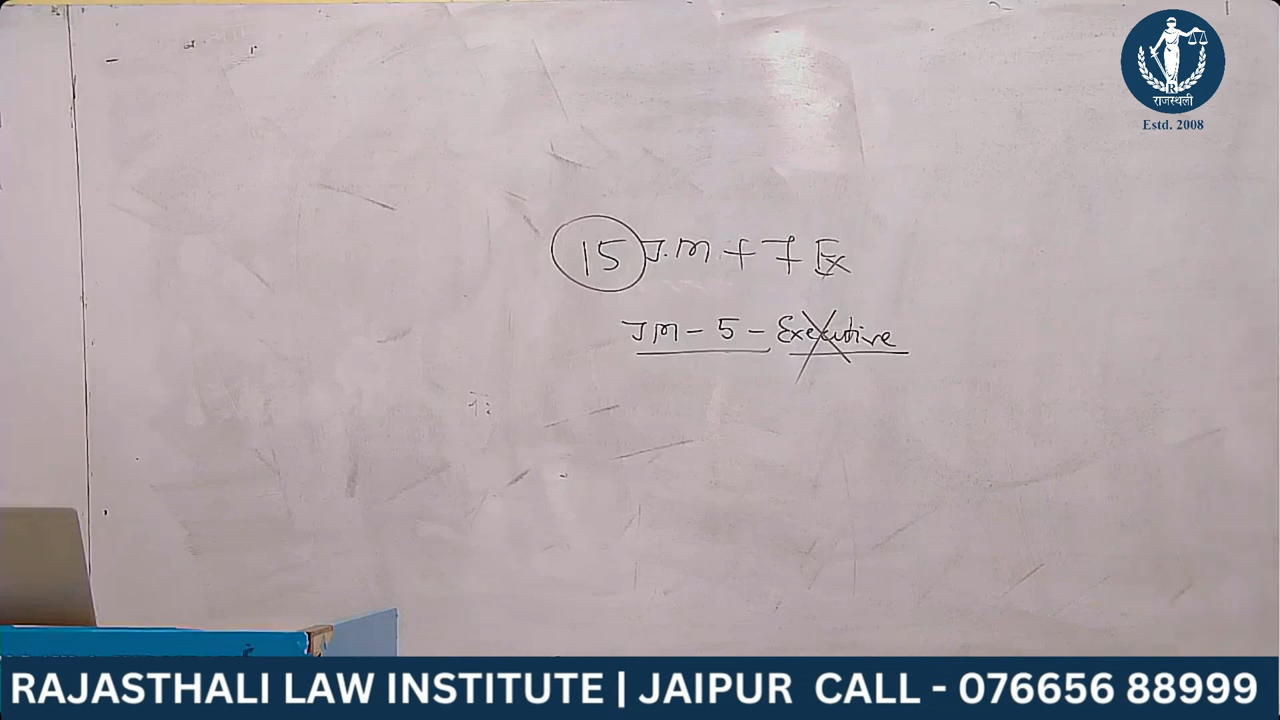 राजस्थली
Estd. 2008
15 J.M + 7 Ex
JM - 5 - Executive
RAJASTHALI LAW INSTITUTE | JAIPUR CALL - 076656 88999